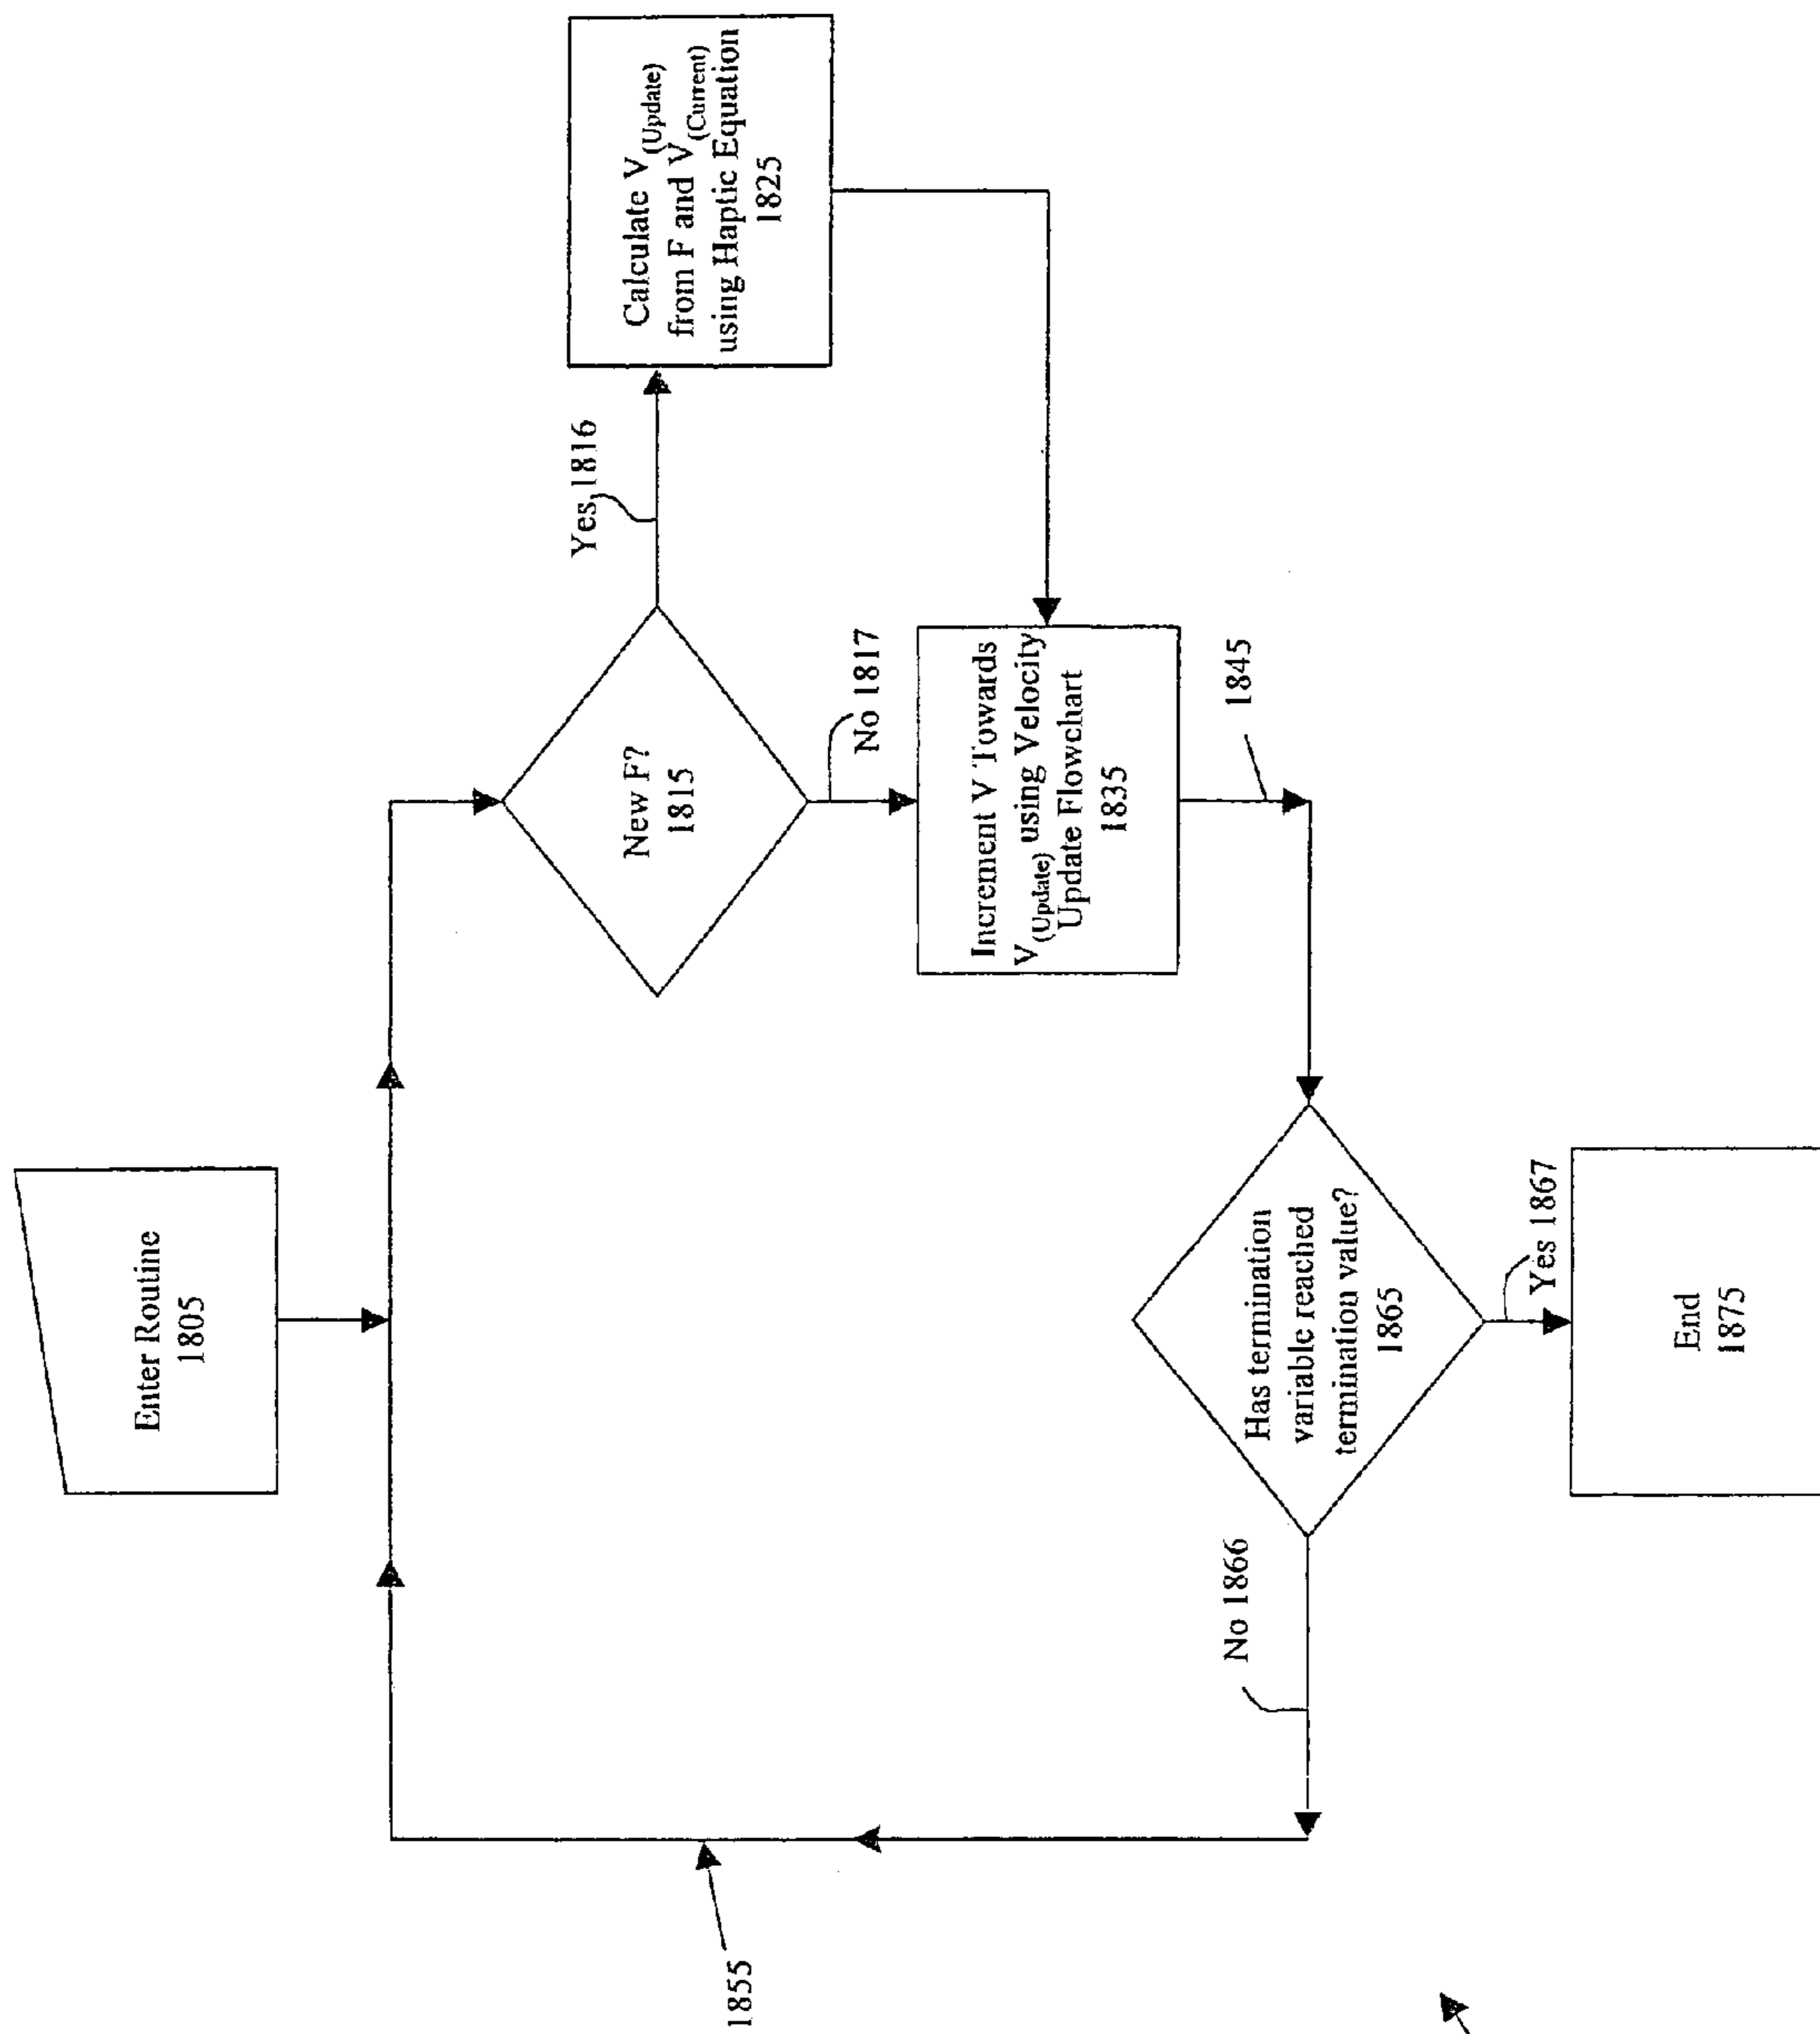 Enter Routine
1805
New F?
1815
Yes 1816
Calculate V(Update)
from F and V(Current)
using Haptic Equation
1825
No 1817
Increment V Towards
V(Update) using Velocity
Update Flowchart
1835
1845
Has termination
variable reached
termination value?
1865
No 1866
Yes 1867
1855
End
1875